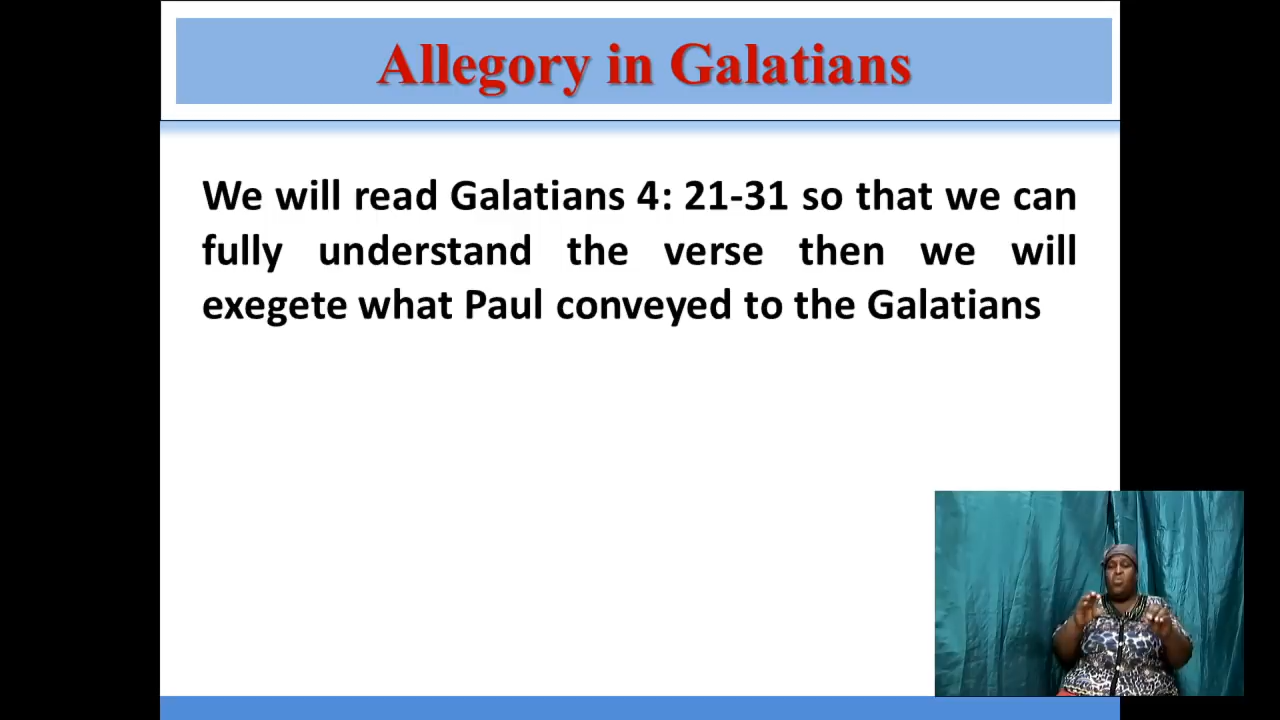 Allegory in Galatians
We will read Galatians 4: 21-31 so that we can
fully understand the verse then we will
exegete what Paul conveyed to the Galatians